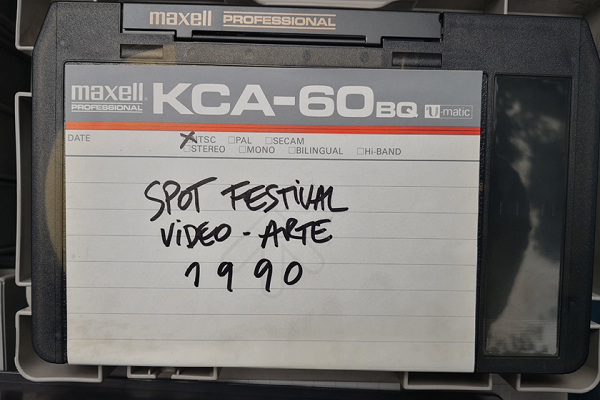 maxell PROFESSIONAL
maxell PROFESSIONAL KCA-60BQ U-matic
DATE
☒NTSC □PAL □SECAM
□STEREO □MONO □BILINGUAL □Hi-BAND
SPOT FESTIVAL
VIDEO - ARTE
1990